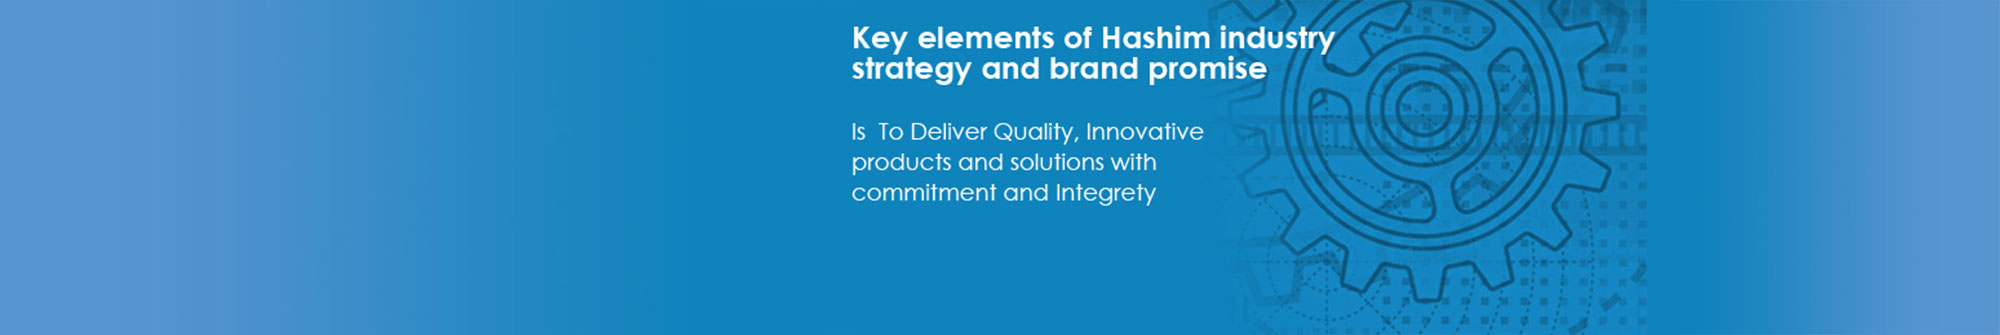 Key elements of Hashim industry
strategy and brand promise
Is  To Deliver Quality, Innovative
products and solutions with
commitment and Integrety